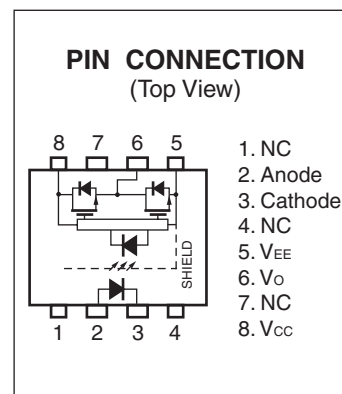 PIN CONNECTION
(Top View)
8 7 6 5
SHIELD
1 2 3 4
1. NC
2. Anode
3. Cathode
4. NC
5. VEE
6. VO
7. NC
8. VCC